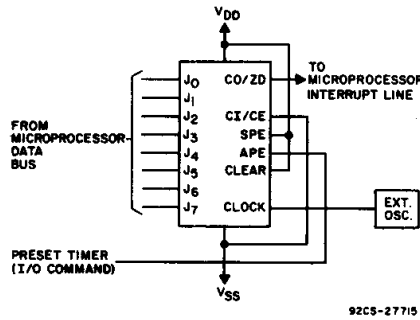 VDD
J0
J1
J2
J3
J4
J5
J6
J7
CO/ZD
CI/CE
SPE
APE
CLEAR
CLOCK
TO
MICROPROCESSOR
INTERRUPT LINE
FROM
MICROPROCESSOR
DATA
BUS
EXT.
OSC.
PRESET TIMER
(I/O COMMAND)
VSS
92CS-27715